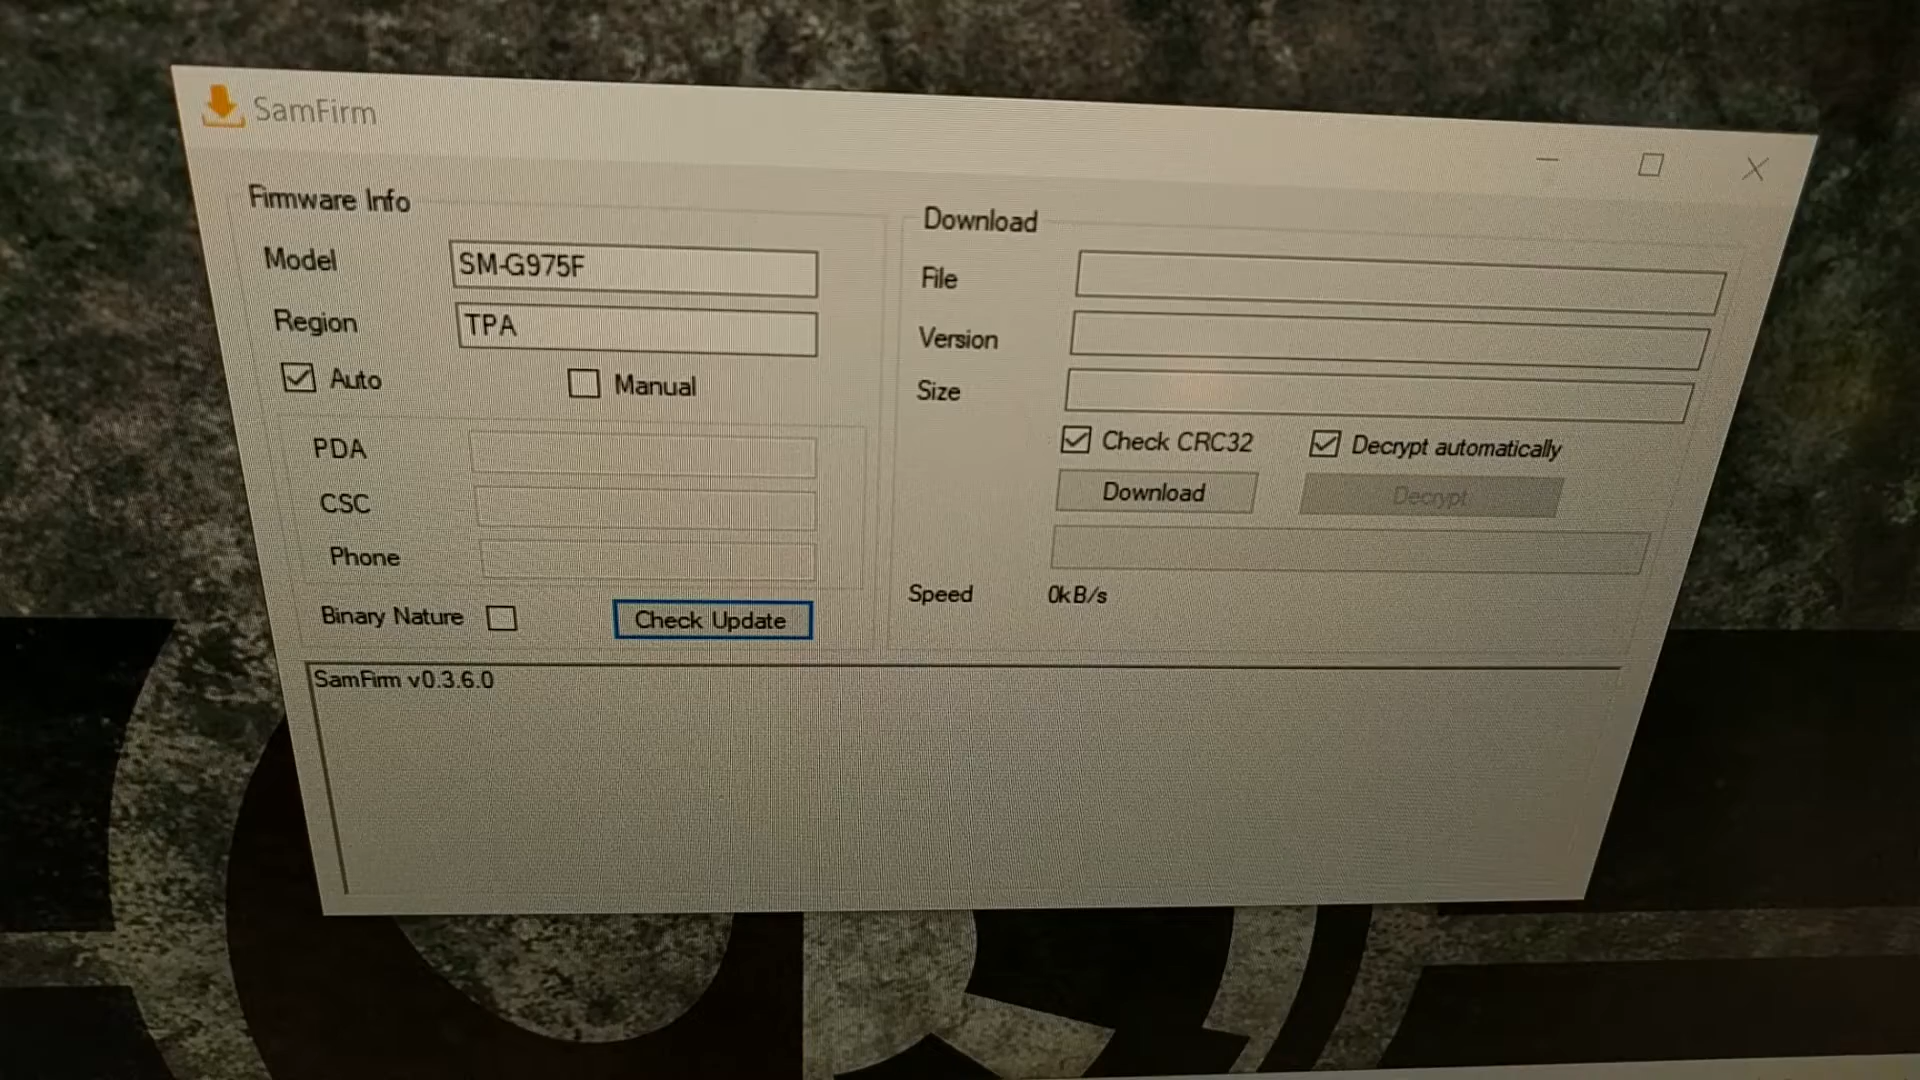 SamFirm
Firmware Info
Model SM-G975F
Region TPA
Auto Manual
PDA
CSC
Phone
Binary Nature Check Update
Download
File
Version
Size
Check CRC32 Decrypt automatically
Download Decrypt
Speed 0kB/s
SamFirm v0.3.6.0